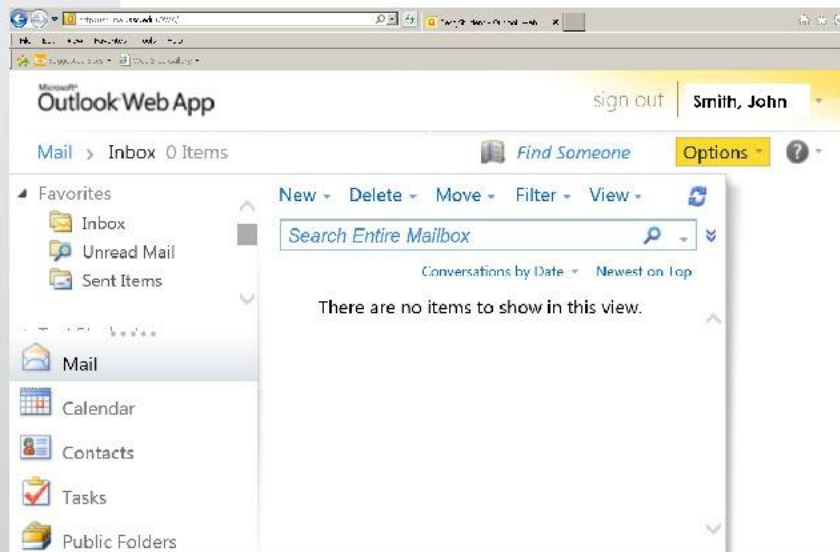 Microsoft
Outlook Web App
sign out Smith, John
Mail > Inbox 0 Items
Find Someone Options ?
Favorites
Inbox
Unread Mail
Sent Items
New Delete Move Filter View
Search Entire Mailbox
Conversations by Date Newest on Top
There are no items to show in this view.
Mail
Calendar
Contacts
Tasks
Public Folders